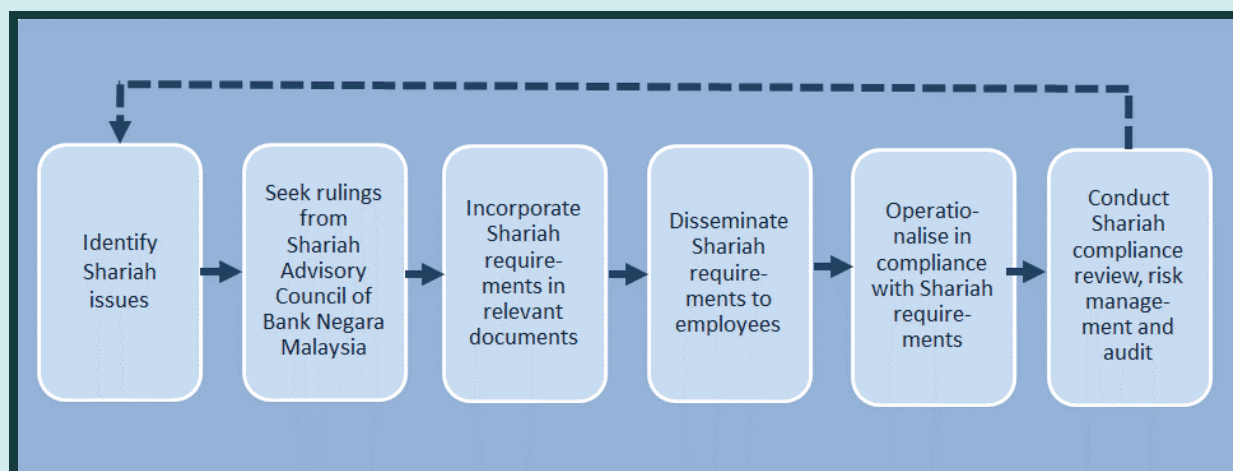 Identify
Shariah
issues
Seek rulings
from
Shariah
Advisory
Council of
Bank Negara
Malaysia
Incorporate
Shariah
require-
ments in
relevant
documents
Disseminate
Shariah
require-
ments to
employees
Operatio-
nalise in
compliance
with Shariah
require-
ments
Conduct
Shariah
compliance
review, risk
manage-
ment and
audit